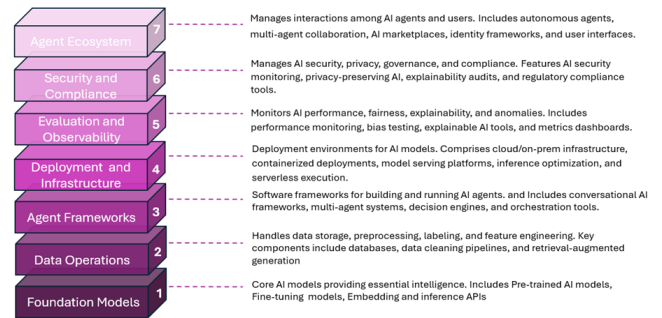 Agent Ecosystem
7
Manages interactions among AI agents and users. Includes autonomous agents,
multi-agent collaboration, AI marketplaces, identity frameworks, and user interfaces.
Security and
Compliance
6
Manages AI security, privacy, governance, and compliance. Features AI security
monitoring, privacy-preserving AI, explainability audits, and regulatory compliance
tools.
Evaluation and
Observability
5
Monitors AI performance, fairness, explainability, and anomalies. Includes
performance monitoring, bias testing, explainable AI tools, and metrics dashboards.
Deployment and
Infrastructure
4
Deployment environments for AI models. Comprises cloud/on-prem infrastructure,
containerized deployments, model serving platforms, inference optimization, and
serverless execution.
Agent Frameworks
3
Software frameworks for building and running AI agents. and Includes conversational AI
frameworks, multi-agent systems, decision engines, and orchestration tools.
Data Operations
2
Handles data storage, preprocessing, labeling, and feature engineering. Key
components include databases, data cleaning pipelines, and retrieval-augmented
generation
Foundation Models
1
Core AI models providing essential intelligence. Includes Pre-trained AI models,
Fine-tuning models, Embedding and inference APIs